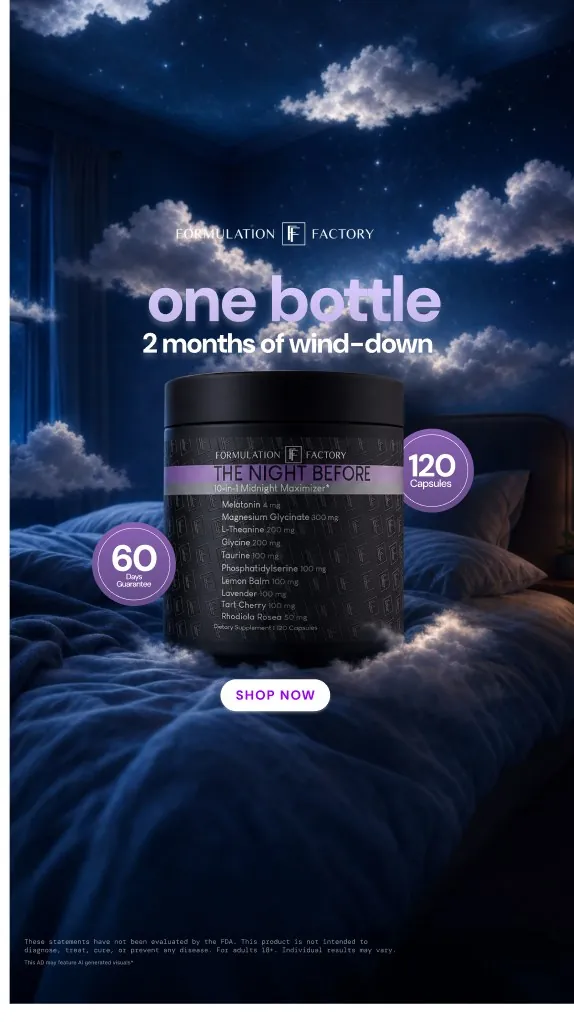 FORMULATION FF FACTORY
one bottle
2 months of wind-down
FORMULATION FF FACTORY
THE NIGHT BEFORE
10-in-1 Midnight Maximizer*
Melatonin 4 mg
Magnesium Glycinate 300 mg
L-Theanine 200 mg
Glycine 200 mg
Taurine 100 mg
Phosphatidylserine 100 mg
Lemon Balm 100 mg
Lavender 100 mg
Tart Cherry 100 mg
Rhodiola Rosea 50 mg
Dietary Supplement | 120 Capsules
120
Capsules
60
Days
Guarantee
SHOP NOW
These statements have not been evaluated by the FDA. This product is not intended to
diagnose, treat, cure, or prevent any disease. For adults 18+. Individual results may vary.
This AD may feature AI generated visuals*